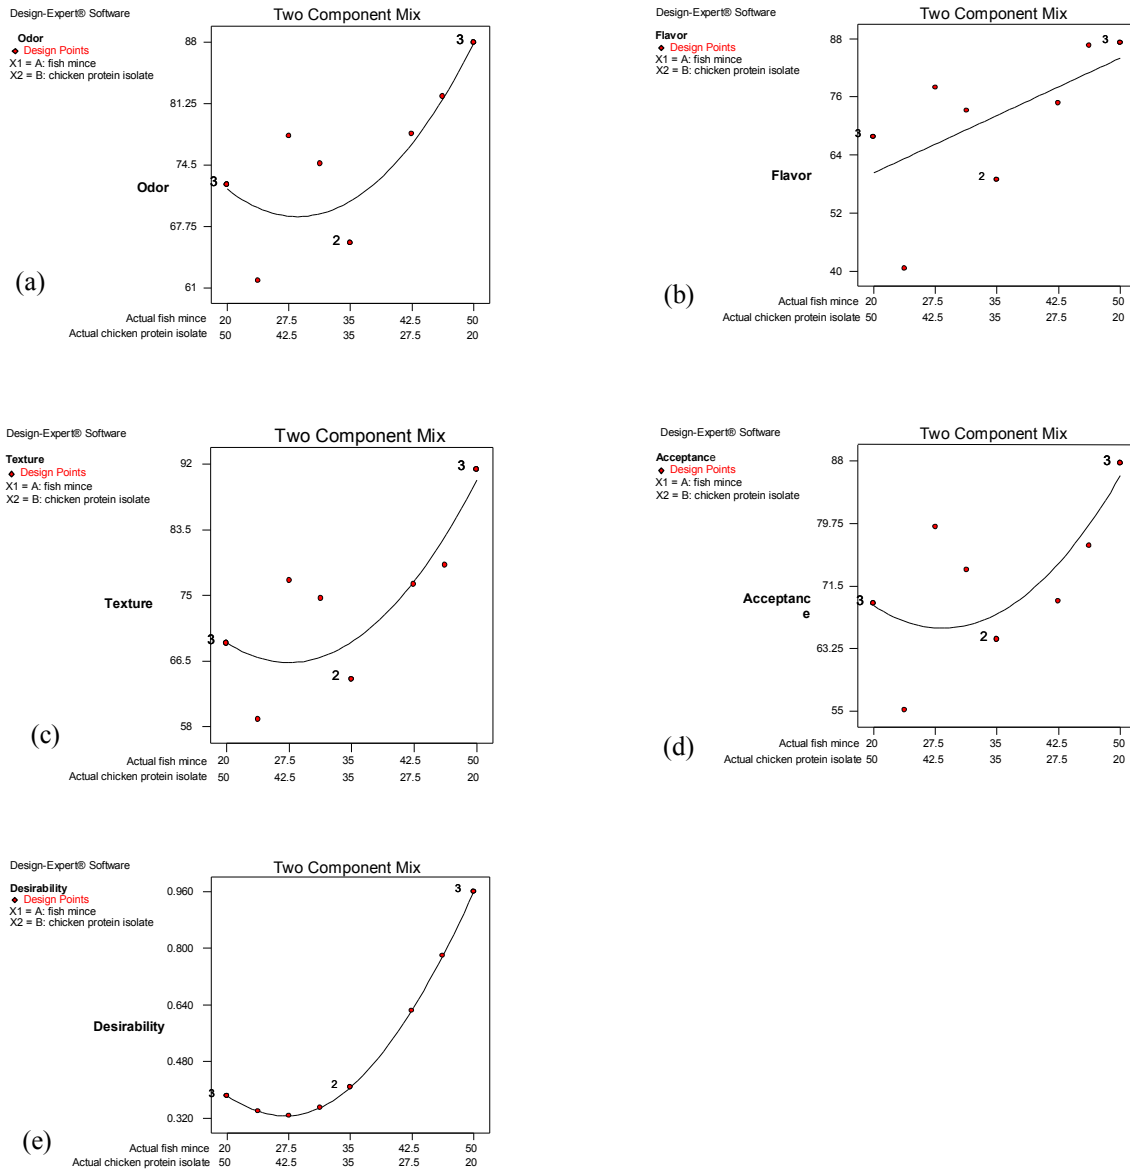 Design-Expert® Software
Two Component Mix
Odor
Design Points
X1 = A: fish mince
X2 = B: chicken protein isolate
88
81.25
74.5
67.75
61
Odor
3
3
2
(a)
Actual fish mince 20 27.5 35 42.5 50
Actual chicken protein isolate 50 42.5 35 27.5 20
Design-Expert® Software
Two Component Mix
Flavor
Design Points
X1 = A: fish mince
X2 = B: chicken protein isolate
88
76
64
52
40
Flavor
3
3
2
(b)
Actual fish mince 20 27.5 35 42.5 50
Actual chicken protein isolate 50 42.5 35 27.5 20
Design-Expert® Software
Two Component Mix
Texture
Design Points
X1 = A: fish mince
X2 = B: chicken protein isolate
92
83.5
75
66.5
58
Texture
3
3
2
(c)
Actual fish mince 20 27.5 35 42.5 50
Actual chicken protein isolate 50 42.5 35 27.5 20
Design-Expert® Software
Two Component Mix
Acceptance
Design Points
X1 = A: fish mince
X2 = B: chicken protein isolate
88
79.75
71.5
63.25
55
Acceptanc
e
3
3
2
(d)
Actual fish mince 20 27.5 35 42.5 50
Actual chicken protein isolate 50 42.5 35 27.5 20
Design-Expert® Software
Two Component Mix
Desirability
Design Points
X1 = A: fish mince
X2 = B: chicken protein isolate
0.960
0.800
0.640
0.480
0.320
Desirability
3
2
3
(e)
Actual fish mince 20 27.5 35 42.5 50
Actual chicken protein isolate 50 42.5 35 27.5 20